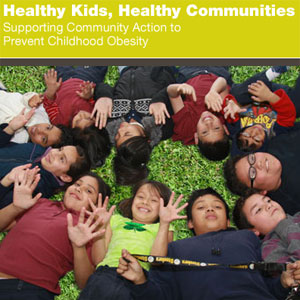 Healthy Kids, Healthy Communities
Supporting Community Action to
Prevent Childhood Obesity